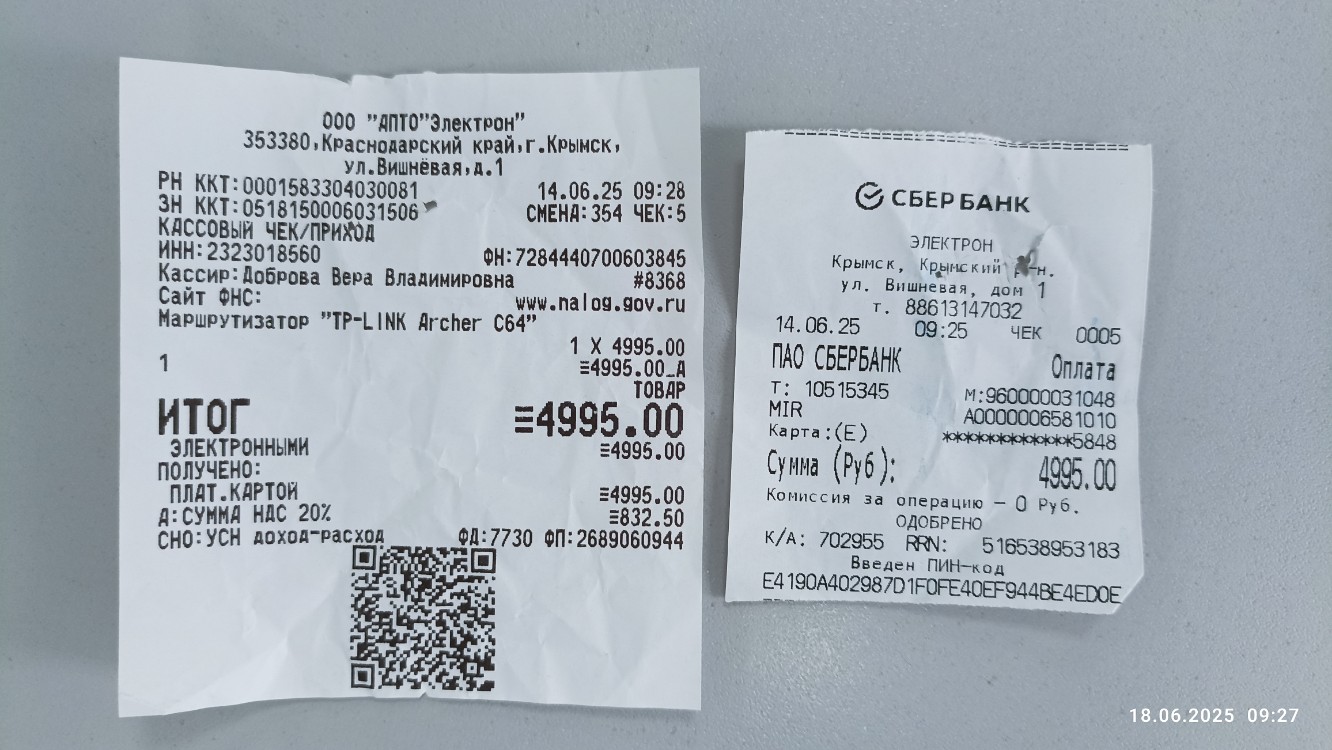 ООО "АПТО"Электрон"
353380,Краснодарский край,г.Крымск,
ул.Вишнёвая,д.1
РН ККТ:0001583304030081 14.06.25 09:28
ЗН ККТ:05181500060​31506 СМЕНА:354 ЧЕК:5
КАССОВЫЙ ЧЕК/ПРИХОД
ИНН:2323018560 ФН:7284440700603845
Кассир:Доброва Вера Владимировна #8368
Сайт ФНС: www.nalog.gov.ru
Маршрутизатор "TP-LINK Archer C64"
1 X 4995.00
1 ≡4995.00_А
ТОВАР
ИТОГ ≡4995.00
ЭЛЕКТРОННЫМИ ≡4995.00
ПОЛУЧЕНО:
ПЛАТ.КАРТОЙ ≡4995.00
А:СУММА НДС 20% ≡832.50
СНО:УСН доход-расход ФД:7730 ФП:2689060944
СБЕР БАНК
ЭЛЕКТРОН
Крымск, Крымский р-н.
ул. Вишневая, дом 1
т. 88613147032
14.06.25 09:25 ЧЕК 0005
ПАО СБЕРБАНК Оплата
Т: 10515345 М:960000031048
MIR A0000006581010
Карта:(E) ************5848
Сумма (Руб): 4995.00
Комиссия за операцию – 0 Руб.
ОДОБРЕНО
К/А: 702955 RRN: 516538953183
Введен ПИН-код
E4190A402987D1F0FE40EF944BE4ED0E
18.06.2025 09:27